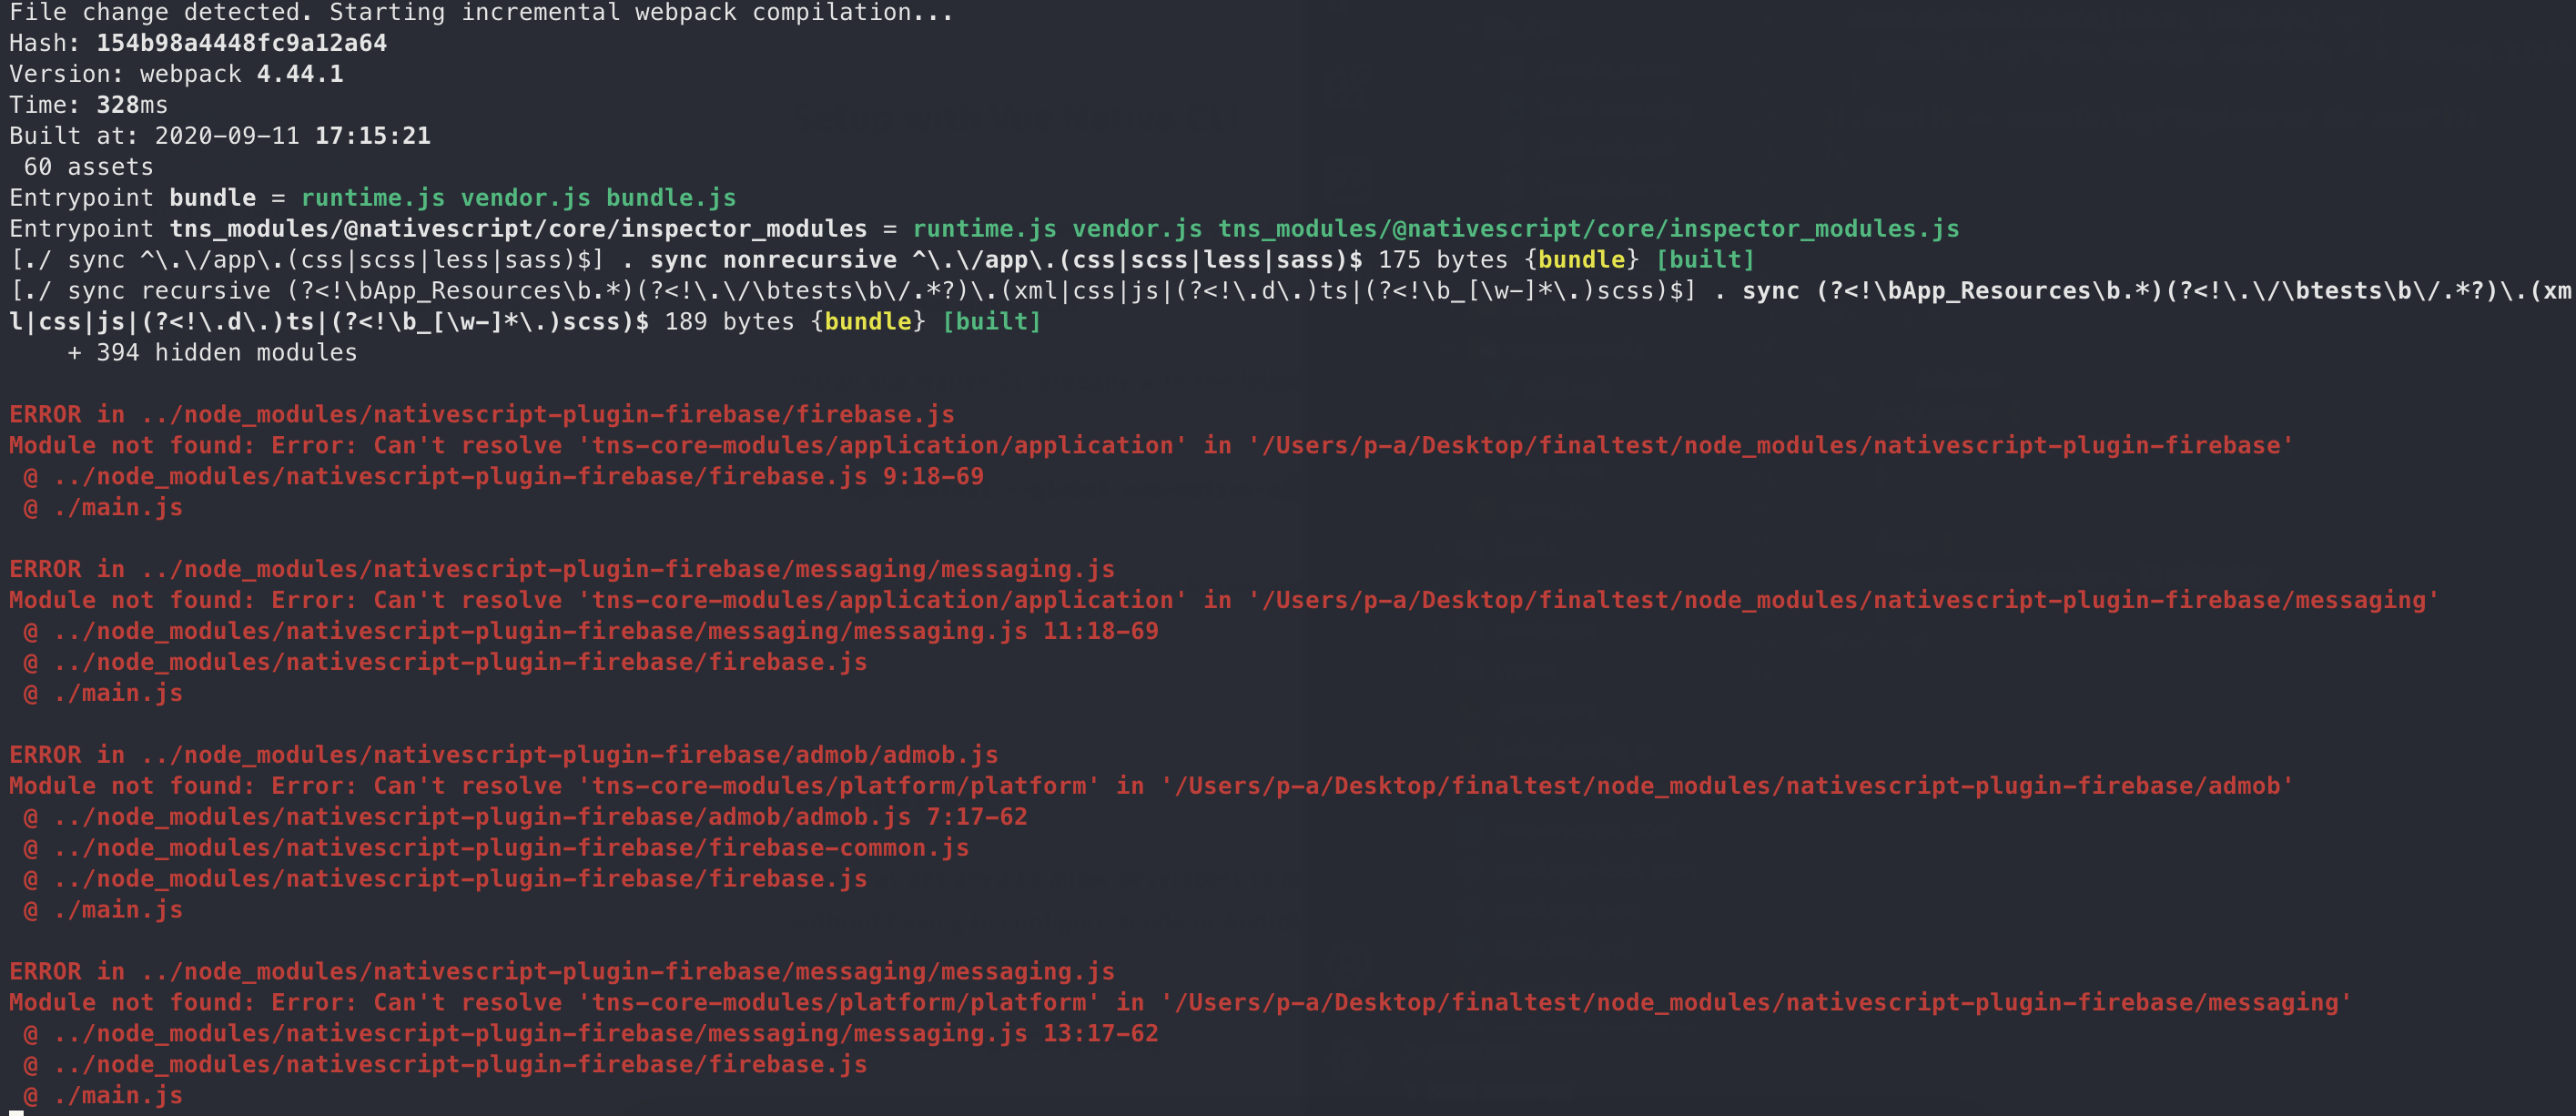 File change detected. Starting incremental webpack compilation...
Hash: 154b98a4448fc9a12a64
Version: webpack 4.44.1
Time: 328ms
Built at: 2020-09-11 17:15:21
 60 assets
Entrypoint bundle = runtime.js vendor.js bundle.js
Entrypoint tns_modules/@nativescript/core/inspector_modules = runtime.js vendor.js tns_modules/@nativescript/core/inspector_modules.js
[./ sync ^\.\/app\.(css|scss|less|sass)$] . sync nonrecursive ^\.\/app\.(css|scss|less|sass)$ 175 bytes {bundle} [built]
[./ sync recursive (?<!\bApp_Resources\b.*)(?<!\.\/\btests\b\/.*?)\.(xml|css|js|(?<!\.d\.)ts|(?<!\b_[\w-]*\.)scss)$] . sync (?<!\bApp_Resources\b.*)(?<!\.\/\btests\b\/.*?)\.(xm
l|css|js|(?<!\.d\.)ts|(?<!\b_[\w-]*\.)scss)$ 189 bytes {bundle} [built]
    + 394 hidden modules

ERROR in ../node_modules/nativescript-plugin-firebase/firebase.js
Module not found: Error: Can't resolve 'tns-core-modules/application/application' in '/Users/p-a/Desktop/finaltest/node_modules/nativescript-plugin-firebase'
 @ ../node_modules/nativescript-plugin-firebase/firebase.js 9:18-69
 @ ./main.js

ERROR in ../node_modules/nativescript-plugin-firebase/messaging/messaging.js
Module not found: Error: Can't resolve 'tns-core-modules/application/application' in '/Users/p-a/Desktop/finaltest/node_modules/nativescript-plugin-firebase/messaging'
 @ ../node_modules/nativescript-plugin-firebase/messaging/messaging.js 11:18-69
 @ ../node_modules/nativescript-plugin-firebase/firebase.js
 @ ./main.js

ERROR in ../node_modules/nativescript-plugin-firebase/admob/admob.js
Module not found: Error: Can't resolve 'tns-core-modules/platform/platform' in '/Users/p-a/Desktop/finaltest/node_modules/nativescript-plugin-firebase/admob'
 @ ../node_modules/nativescript-plugin-firebase/admob/admob.js 7:17-62
 @ ../node_modules/nativescript-plugin-firebase/firebase-common.js
 @ ../node_modules/nativescript-plugin-firebase/firebase.js
 @ ./main.js

ERROR in ../node_modules/nativescript-plugin-firebase/messaging/messaging.js
Module not found: Error: Can't resolve 'tns-core-modules/platform/platform' in '/Users/p-a/Desktop/finaltest/node_modules/nativescript-plugin-firebase/messaging'
 @ ../node_modules/nativescript-plugin-firebase/messaging/messaging.js 13:17-62
 @ ../node_modules/nativescript-plugin-firebase/firebase.js
 @ ./main.js